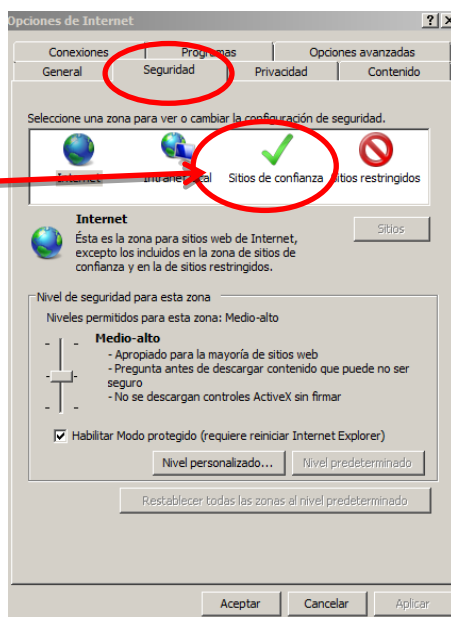 Opciones de Internet
Conexiones Programas Opciones avanzadas
General Seguridad Privacidad Contenido
Seleccione una zona para ver o cambiar la configuración de seguridad.
Internet Intranet local Sitios de confianza Sitios restringidos
Internet
Ésta es la zona para sitios web de Internet,
excepto los incluidos en la zona de sitios de
confianza y en la de sitios restringidos.
Sitios
Nivel de seguridad para esta zona
Niveles permitidos para esta zona: Medio-alto
Medio-alto
- Apropiado para la mayoría de sitios web
- Pregunta antes de descargar contenido que puede no ser
seguro
- No se descargan controles ActiveX sin firmar
Habilitar Modo protegido (requiere reiniciar Internet Explorer)
Nivel personalizado... Nivel predeterminado
Restablecer todas las zonas al nivel predeterminado
Aceptar Cancelar Aplicar